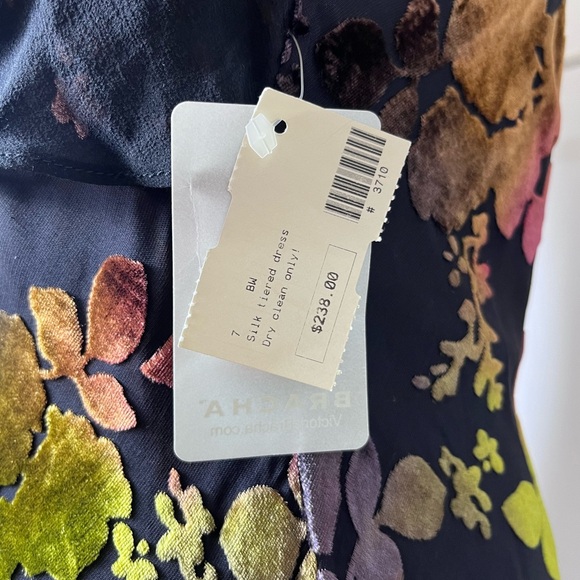 # 3710
BW
7
Silk tiered dress
Dry clean only!
$238.00